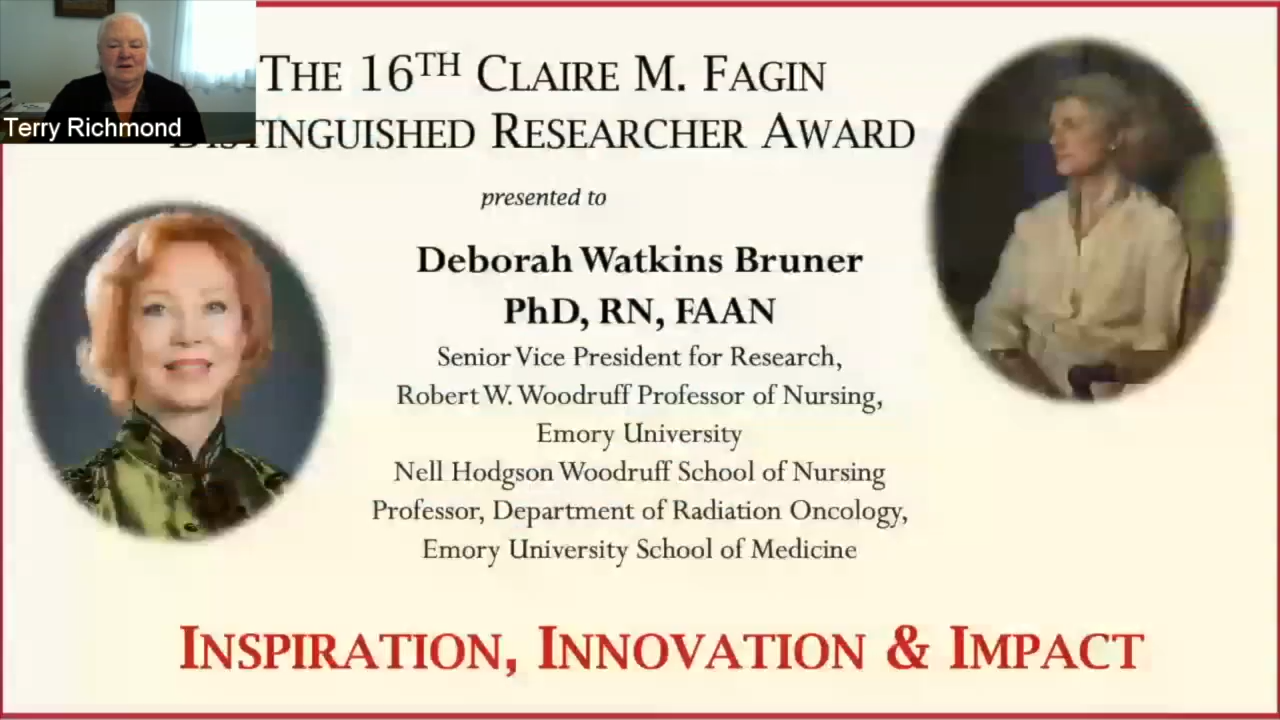 Terry Richmond
THE 16TH CLAIRE M. FAGIN
DISTINGUISHED RESEARCHER AWARD
presented to
Deborah Watkins Bruner
PhD, RN, FAAN
Senior Vice President for Research,
Robert W. Woodruff Professor of Nursing,
Emory University
Nell Hodgson Woodruff School of Nursing
Professor, Department of Radiation Oncology,
Emory University School of Medicine
INSPIRATION, INNOVATION & IMPACT